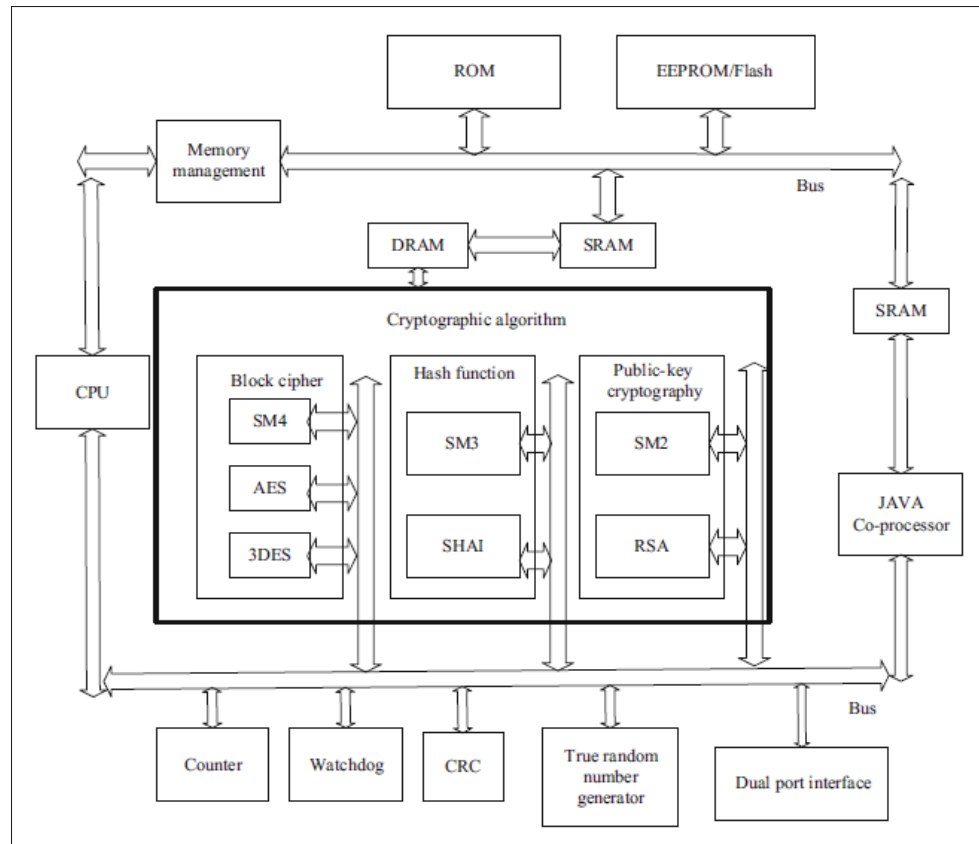 ROM
EEPROM/Flash
Memory
management
Bus
DRAM
SRAM
Cryptographic algorithm
SRAM
CPU
Block cipher
SM4
AES
3DES
Hash function
SM3
SHAI
Public-key
cryptography
SM2
RSA
JAVA
Co-processor
Bus
Counter
Watchdog
CRC
True random
number
generator
Dual port interface